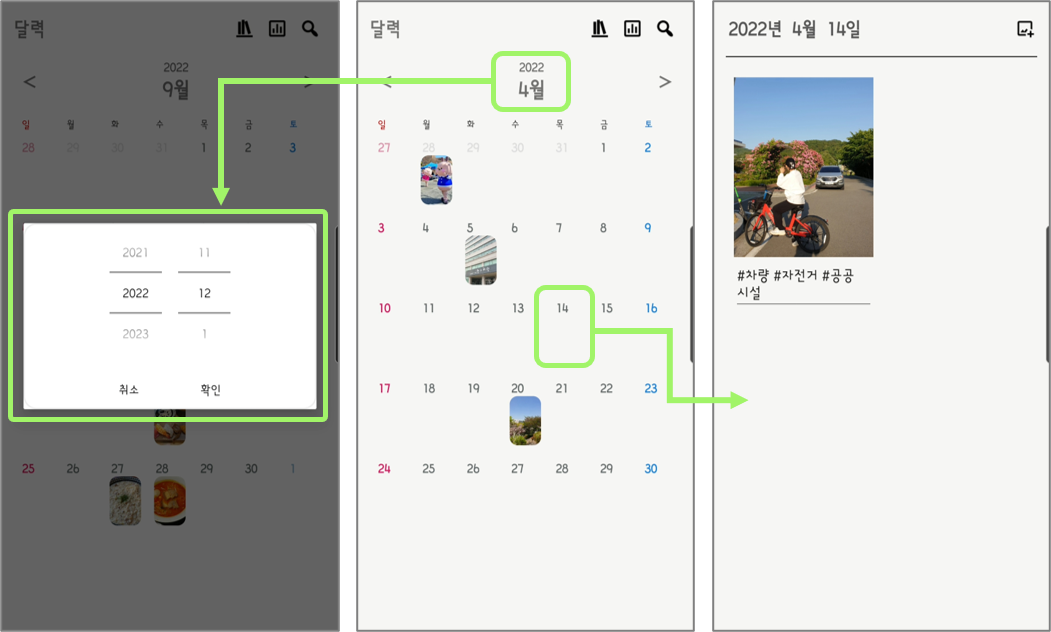 달력
2022
9월
< >
일 월 화 수 목 금 토
28 29 30 31 1 2 3
2021 11
2022 12
2023 1
취소 확인
25 26 27 28 29 30 1
달력
2022
4월
< >
일 월 화 수 목 금 토
27 28 29 30 31 1 2
3 4 5 6 7 8 9
10 11 12 13 14 15 16
17 18 19 20 21 22 23
24 25 26 27 28 29 30
2022년 4월 14일
#차량 #자전거 #공공
시설